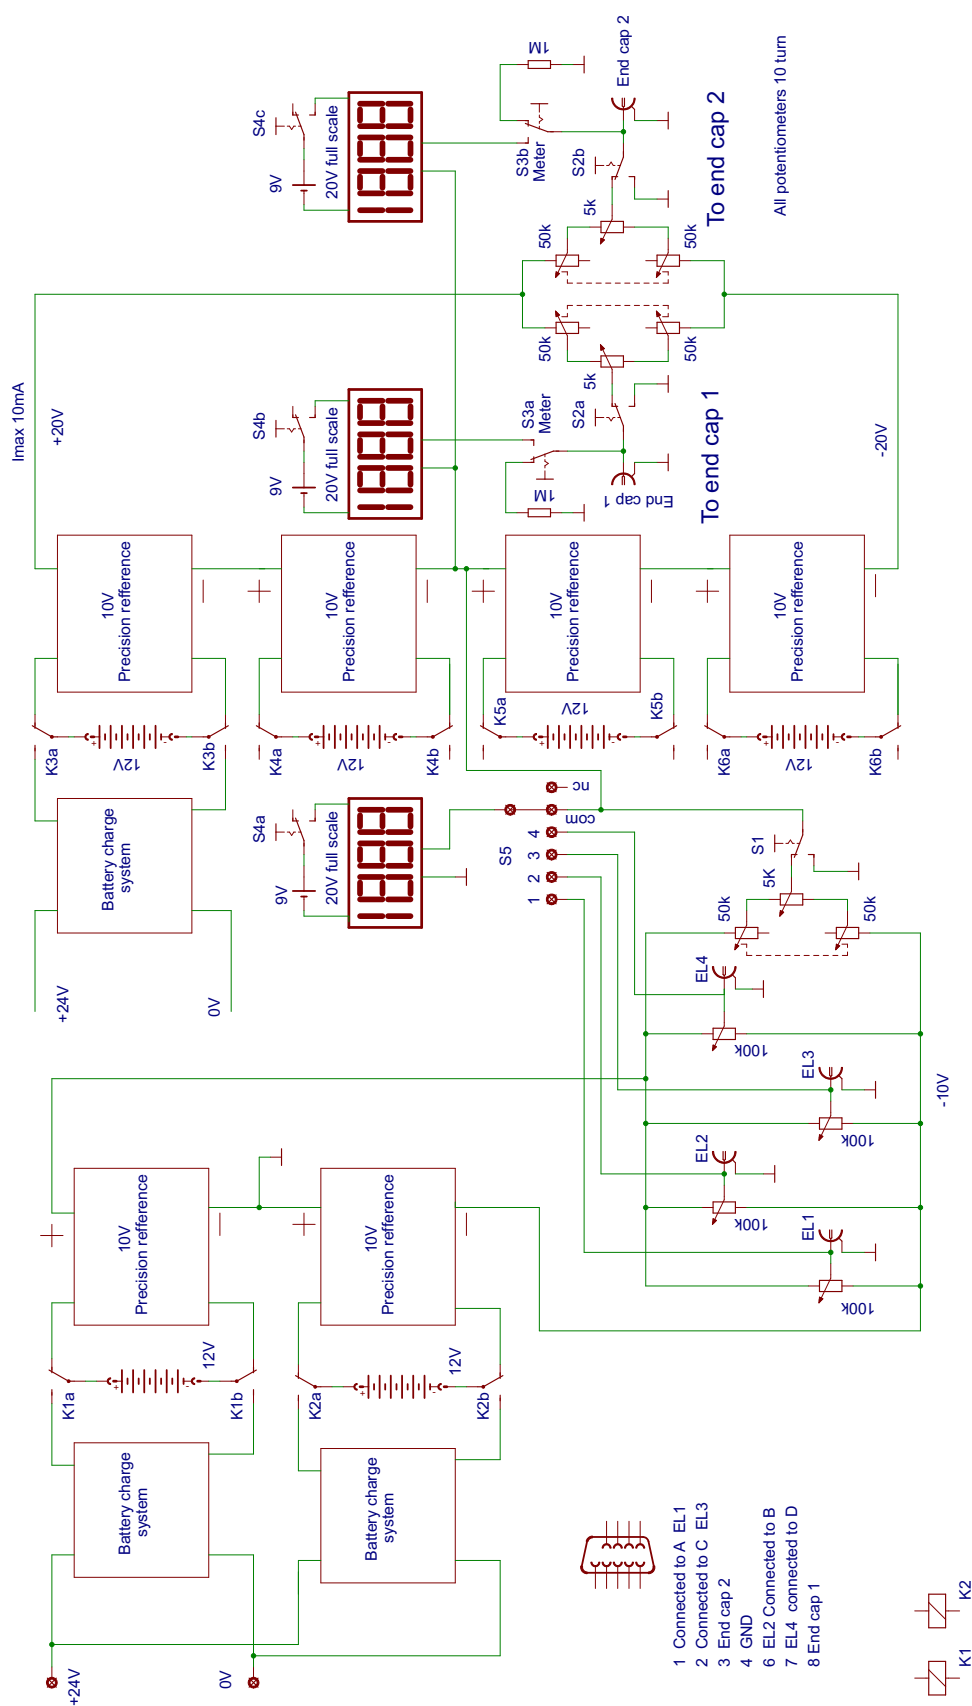 Imax 10mA
+20V
-20V
9V
S4c
20V full scale
9V
S4b
20V full scale
9V
S4a
20V full scale
1M
S3b
Meter
S2b
End cap 2
5k
50k
50k
To end cap 2
All potentiometers 10 turn
50k
50k
5k
S3a
Meter
S2a
1M
End cap 1
To end cap 1
10V
Precision refference
10V
Precision refference
10V
Precision refference
10V
Precision refference
K3a
12V
K3b
K4a
12V
K4b
K5a
12V
K5b
K6a
12V
K6b
+
-
+
-
+
-
+
-
Battery charge
system
+24V
0V
S5
1
2
3
4
com
nc
S1
5K
50k
50k
EL4
100k
EL3
100k
EL2
100k
EL1
100k
-10V
10V
Precision refference
10V
Precision refference
K1a
12V
K1b
K2a
12V
K2b
+
-
+
-
Battery charge
system
Battery charge
system
+24V
0V
1 Connected to A EL1
2 Connected to C EL3
3 End cap 2
4 GND
6 EL2 Connected to B
7 EL4 connected to D
8 End cap 1
K1
K2